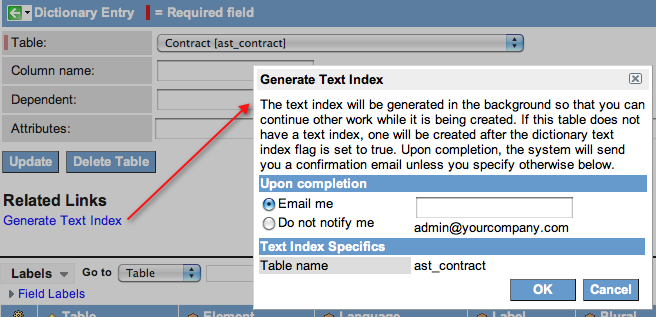 Dictionary Entry = Required field
Table: Contract [ast_contract]
Column name:
Dependent:
Attributes:
Update Delete Table
Related Links
Generate Text Index
Generate Text Index
The text index will be generated in the background so that you can
continue other work while it is being created. If this table does not
have a text index, one will be created after the dictionary text
index flag is set to true. Upon completion, the system will send
you a confirmation email unless you specify otherwise below.
Upon completion
Email me
Do not notify me admin@yourcompany.com
Text Index Specifics
Table name ast_contract
OK Cancel
Labels Go to Table
Field Labels
Table Element Language Label Plural